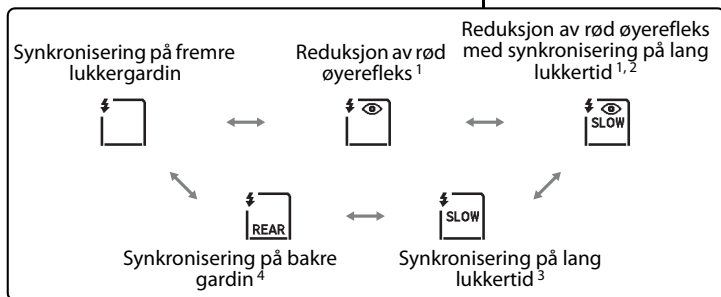 Synkronisering på fremre
lukkergardin
Reduksjon av rød
øyerefleks 1
Reduksjon av rød øyerefleks
med synkronisering på lang
lukkertid 1, 2
SLOW
REAR
SLOW
Synkronisering på bakre
gardin 4
Synkronisering på lang
lukkertid 3